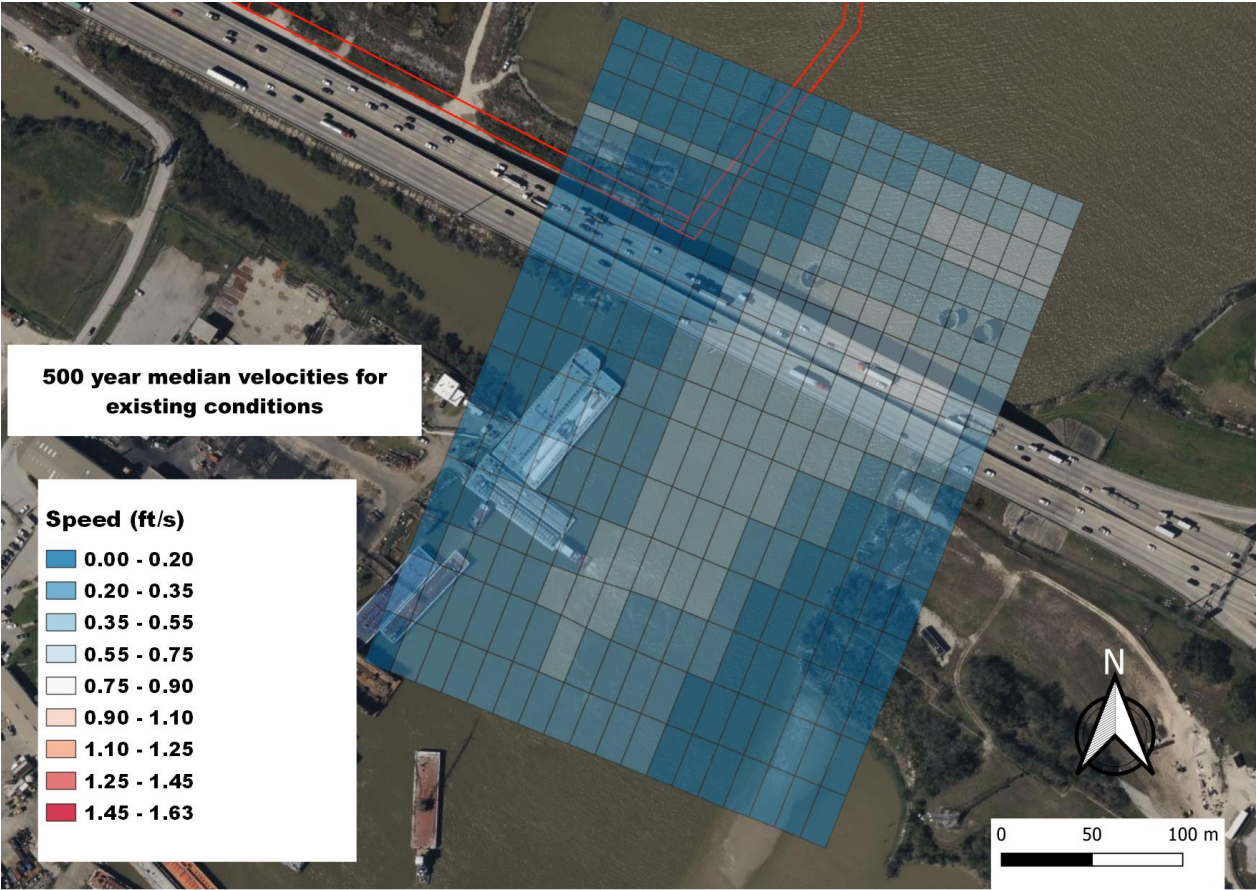 500 year median velocities for
existing conditions
Speed (ft/s)
0.00 - 0.20
0.20 - 0.35
0.35 - 0.55
0.55 - 0.75
0.75 - 0.90
0.90 - 1.10
1.10 - 1.25
1.25 - 1.45
1.45 - 1.63
N
0 50 100 m